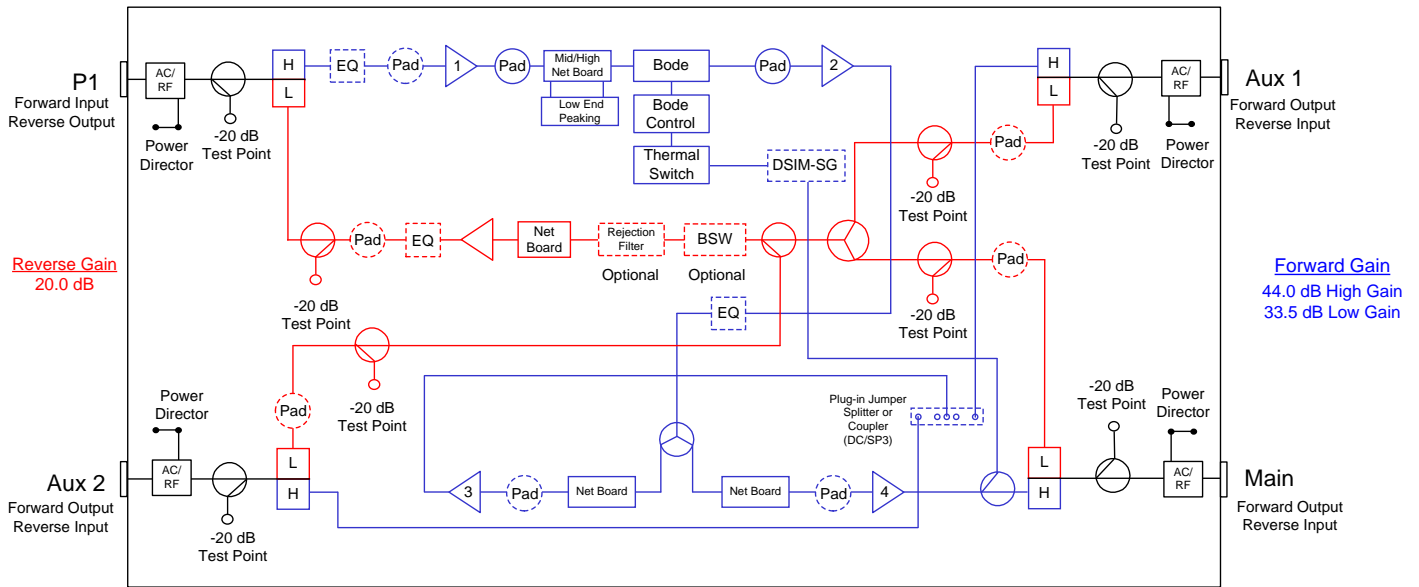 P1
Forward Input
Reverse Output
AC/
RF
Power
Director
-20 dB
Test Point
H
L
EQ
Pad
1
Pad
Mid/High
Net Board
Low End
Peaking
Bode
Bode
Control
Thermal
Switch
Pad
2
DSIM-SG
H
L
-20 dB
Test Point
AC/
RF
Power
Director
Aux 1
Forward Output
Reverse Input
Pad
-20 dB
Test Point
Reverse Gain
20.0 dB
-20 dB
Test Point
Pad
EQ
Net
Board
Rejection
Filter
Optional
BSW
Optional
Pad
-20 dB
Test Point
Forward Gain
44.0 dB High Gain
33.5 dB Low Gain
EQ
-20 dB
Test Point
Pad
Power
Director
Aux 2
Forward Output
Reverse Input
AC/
RF
-20 dB
Test Point
L
H
3
Pad
Net Board
Net Board
Pad
4
Plug-in Jumper
Splitter or
Coupler
(DC/SP3)
L
H
-20 dB
Test Point
Power
Director
AC/
RF
Main
Forward Output
Reverse Input